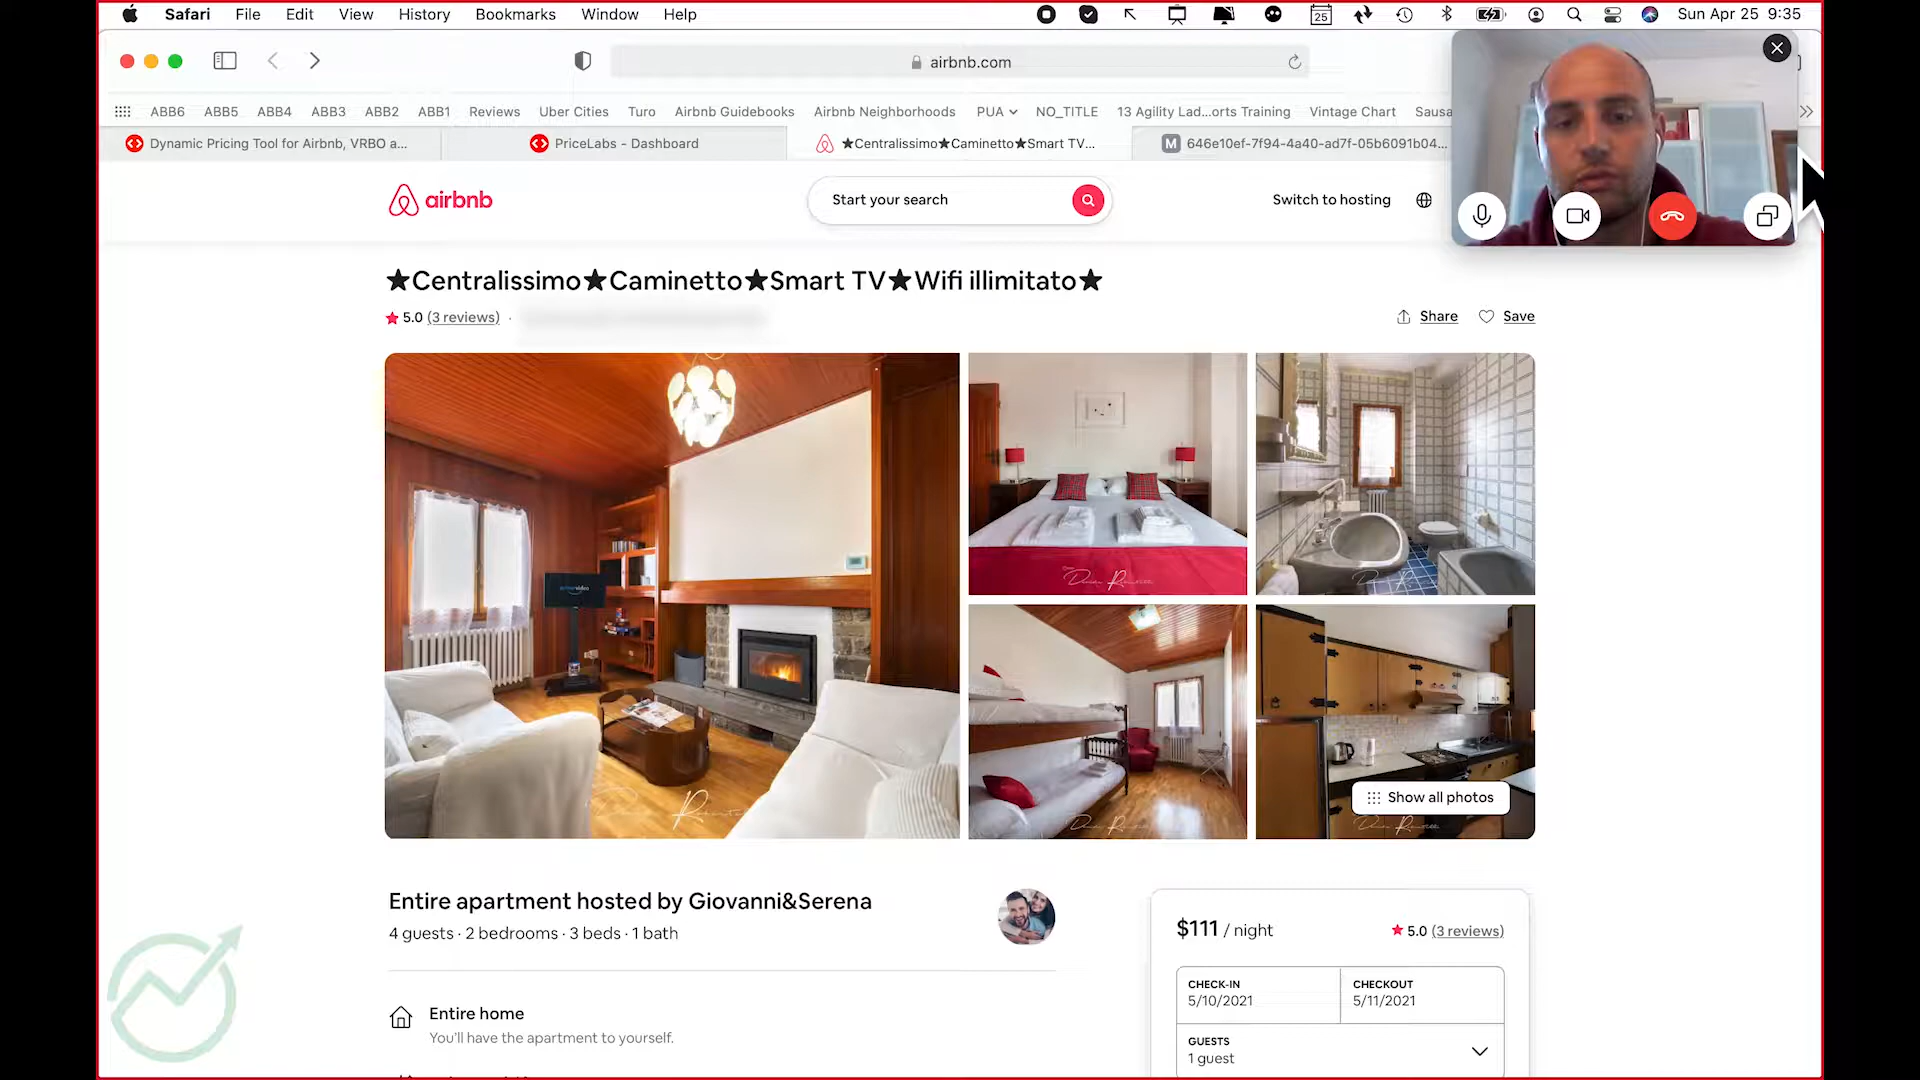 Safari File Edit View History Bookmarks Window Help 25 Sun Apr 25 9:35
airbnb.com
ABB6 ABB5 ABB4 ABB3 ABB2 ABB1 Reviews Uber Cities Turo Airbnb Guidebooks Airbnb Neighborhoods PUA NO_TITLE 13 Agility Lad...orts Training Vintage Chart Sausa
Dynamic Pricing Tool for Airbnb, VRBO a... PriceLabs - Dashboard ★Centralissimo★Caminetto★Smart TV... M 646e10ef-7f94-4a40-ad7f-05b6091b04...
airbnb Start your search Switch to hosting
★Centralissimo★Caminetto★Smart TV★Wifi illimitato★
★ 5.0 (3 reviews) · Share Save
Show all photos
Entire apartment hosted by Giovanni&Serena
4 guests · 2 bedrooms · 3 beds · 1 bath
$111 / night ★ 5.0 (3 reviews)
CHECK-IN CHECKOUT
5/10/2021 5/11/2021
Entire home
You'll have the apartment to yourself.
GUESTS
1 guest